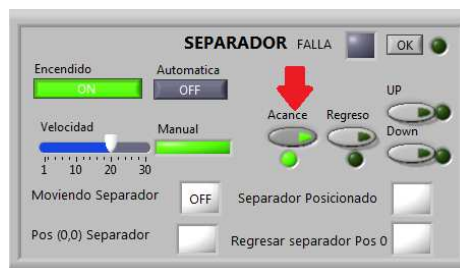 SEPARADOR FALLA OK
Encendido Automatica
ON OFF
UP
Acance Regreso
Velocidad Manual Down
1 10 20 30
Moviendo Separador OFF Separador Posicionado
Pos (0,0) Separador Regresar separador Pos 0